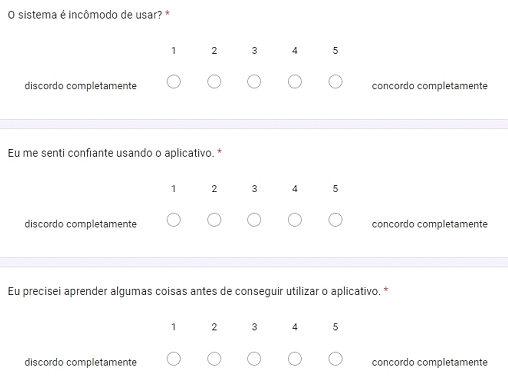 O sistema é incômodo de usar? *
1 2 3 4 5
discordo completamente concordo completamente
Eu me senti confiante usando o aplicativo. *
1 2 3 4 5
discordo completamente concordo completamente
Eu precisei aprender algumas coisas antes de conseguir utilizar o aplicativo. *
1 2 3 4 5
discordo completamente concordo completamente